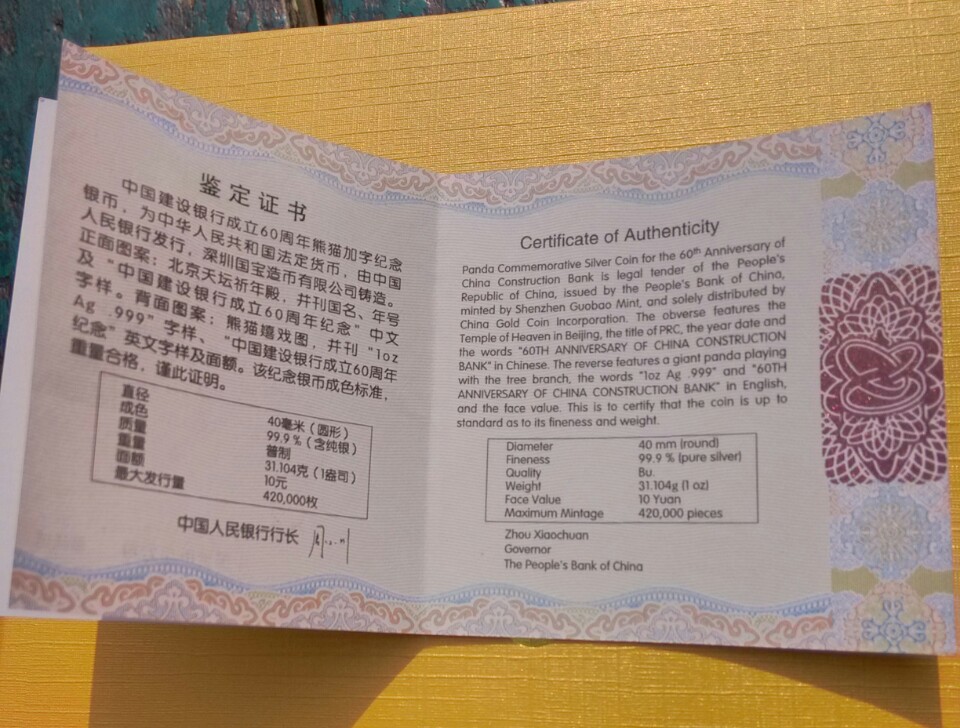 鉴定证书
中国建设银行成立60周年熊猫加字纪念
银币，为中华人民共和国法定货币，由中国
人民银行发行，深圳国宝造币有限公司铸造。
正面图案：北京天坛祈年殿，并刊国名、年号
及“中国建设银行成立60周年纪念”中文
字样。背面图案：熊猫嬉戏图，并刊“1oz
Ag .999”字样、“中国建设银行成立60周年
纪念”英文字样及面额。该纪念银币成色标准，
重量合格，谨此证明。
直径 40毫米（圆形）
成色 99.9％（含纯银）
质量 普制
重量 31.104克（1盎司）
面额 10元
最大发行量 420,000枚
中国人民银行行长
Certificate of Authenticity
Panda Commemorative Silver Coin for the 60th Anniversary of
China Construction Bank is legal tender of the People's
Republic of China, issued by the People's Bank of China,
minted by Shenzhen Guobao Mint, and solely distributed by
China Gold Coin Incorporation. The obverse features the
Temple of Heaven in Beijing, the title of PRC, the year date and
the words "60TH ANNIVERSARY OF CHINA CONSTRUCTION
BANK" in Chinese. The reverse features a giant panda playing
with the tree branch, the words "1oz Ag .999" and "60TH
ANNIVERSARY OF CHINA CONSTRUCTION BANK" in English,
and the face value. This is to certify that the coin is up to
standard as to its fineness and weight.
Diameter 40 mm (round)
Fineness 99.9 % (pure silver)
Quality Bu.
Weight 31.104g (1 oz)
Face Value 10 Yuan
Maximum Mintage 420,000 pieces
Zhou Xiaochuan
Governor
The People's Bank of China